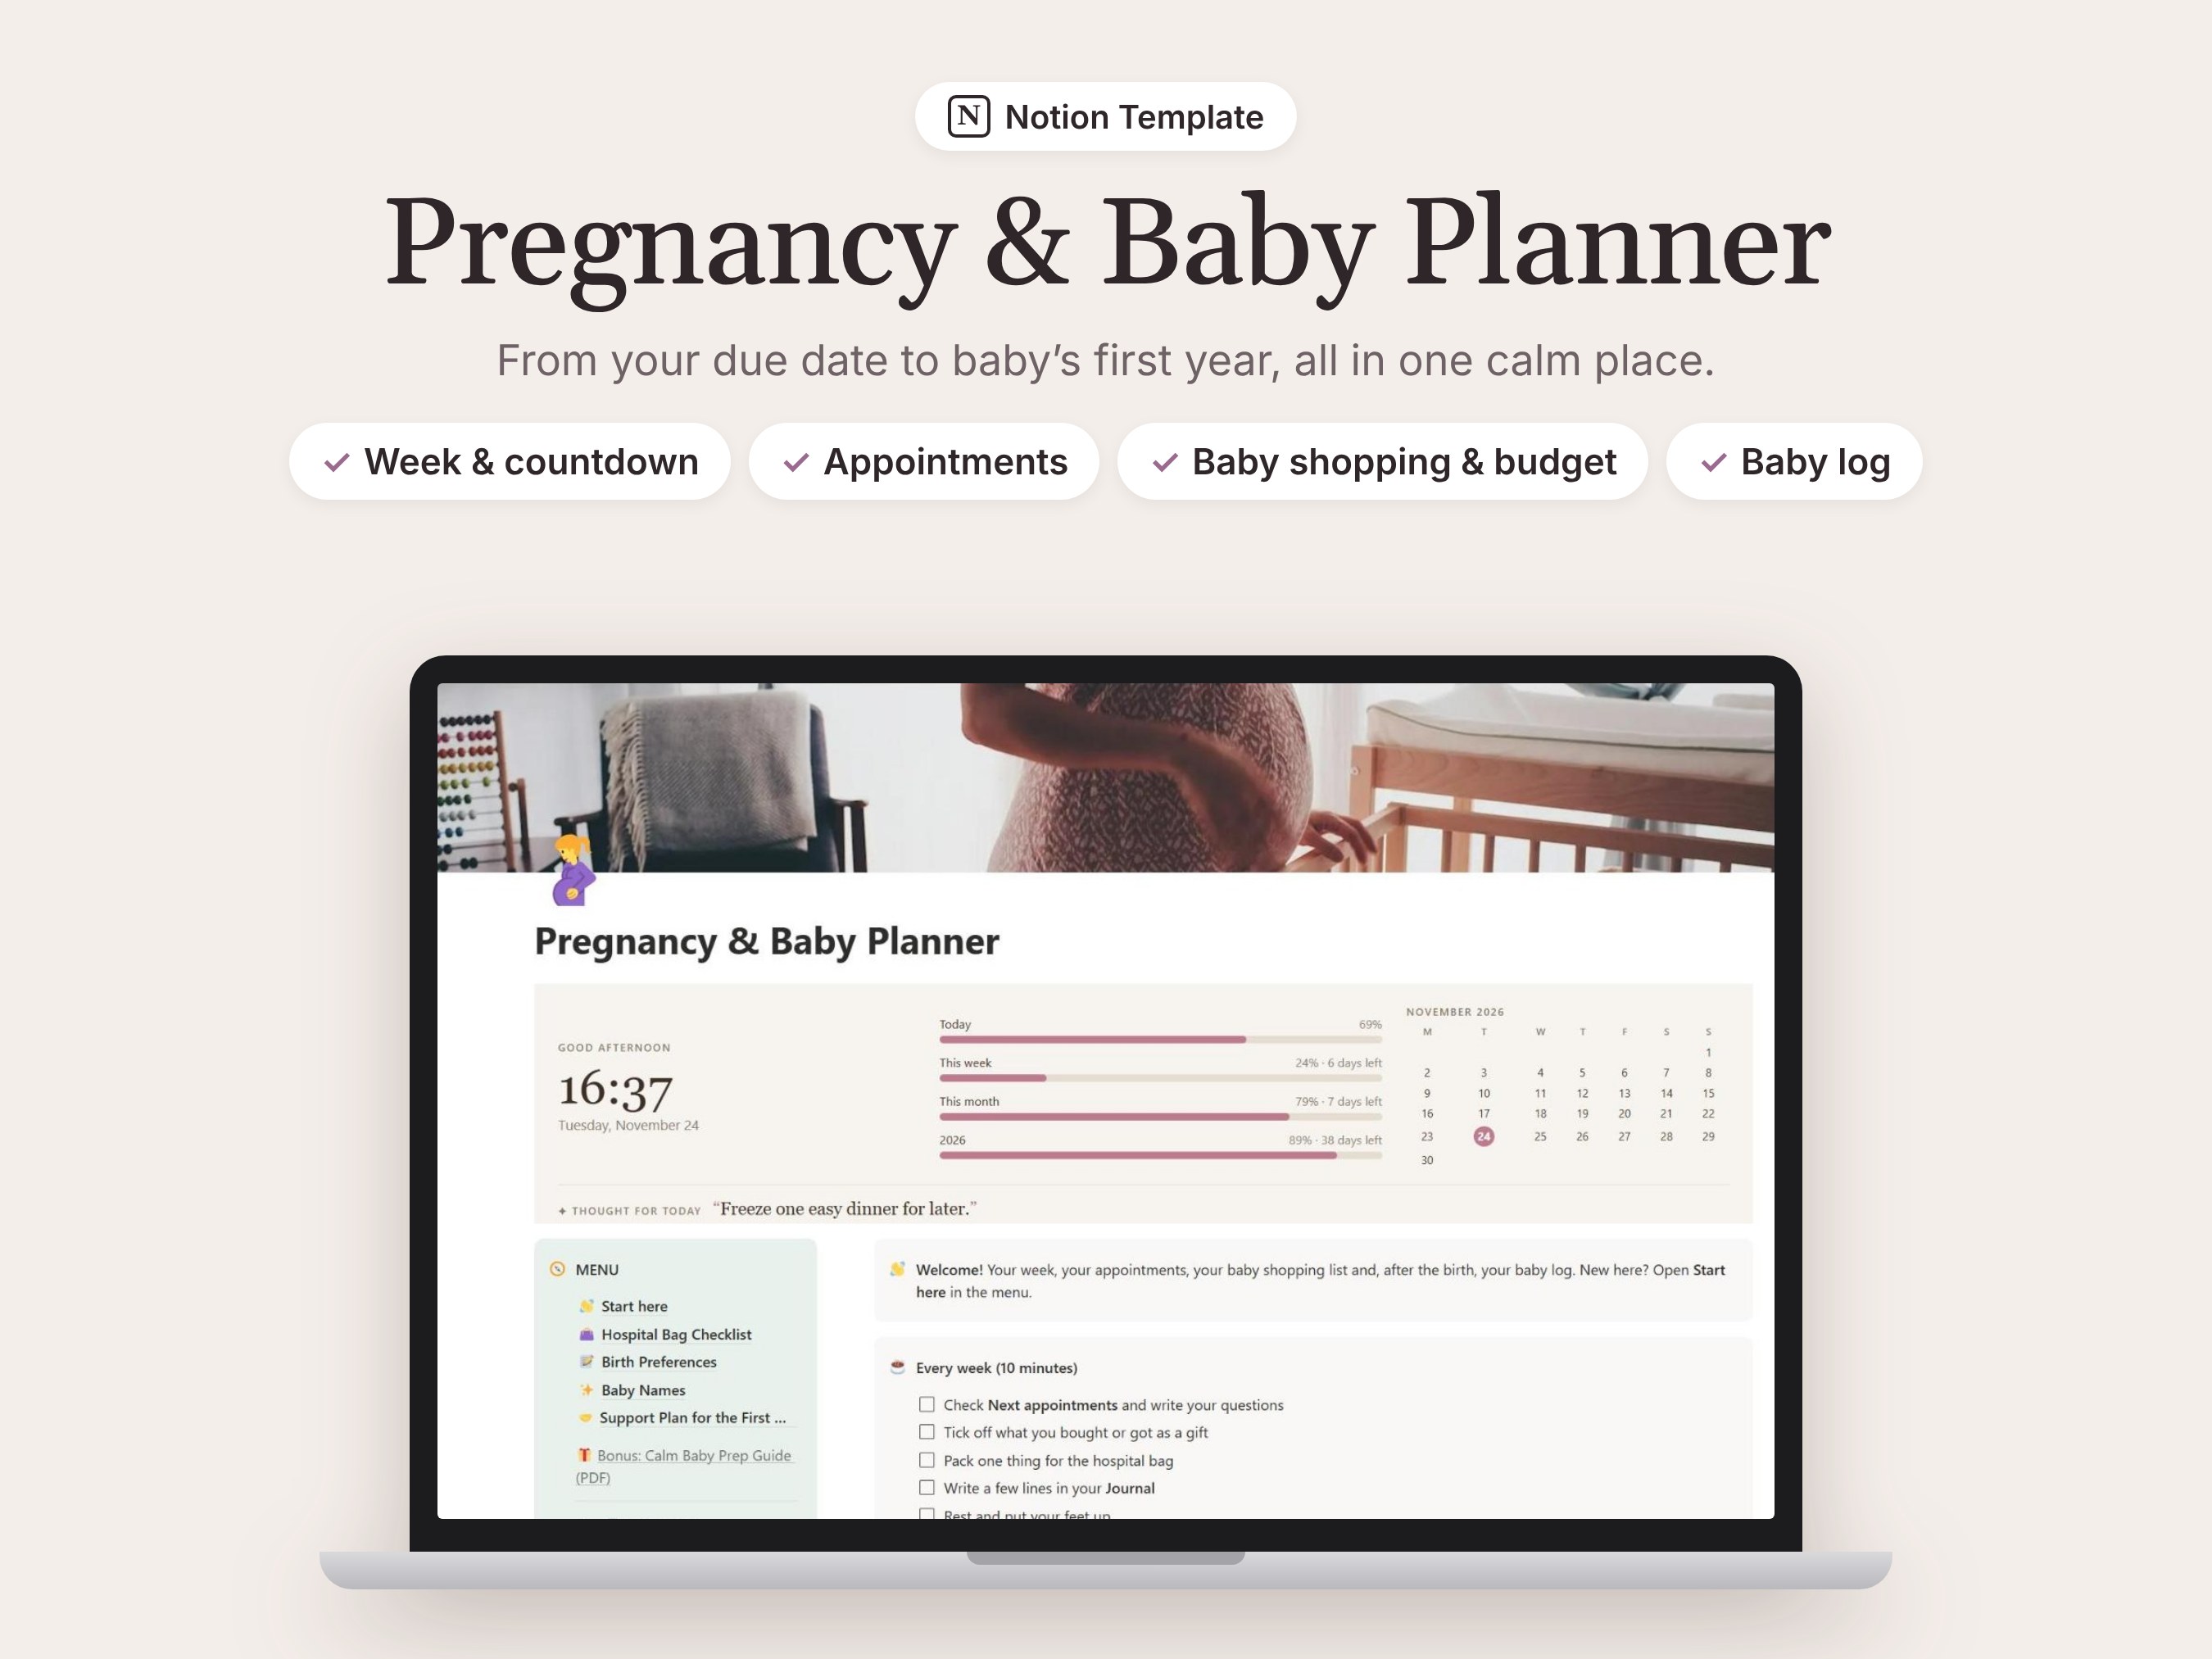 N Notion Template
Pregnancy & Baby Planner
From your due date to baby’s first year, all in one calm place.
Week & countdown
Appointments
Baby shopping & budget
Baby log
Pregnancy & Baby Planner
GOOD AFTERNOON
16:37
Tuesday, November 24
Today 69%
This week 24% · 6 days left
This month 79% · 7 days left
2026 89% · 38 days left
NOVEMBER 2026
M T W T F S S
1
2 3 4 5 6 7 8
9 10 11 12 13 14 15
16 17 18 19 20 21 22
23 24 25 26 27 28 29
30
THOUGHT FOR TODAY “Freeze one easy dinner for later.”
MENU
Start here
Hospital Bag Checklist
Birth Preferences
Baby Names
Support Plan for the First ...
Bonus: Calm Baby Prep Guide
(PDF)
Welcome! Your week, your appointments, your baby shopping list and, after the birth, your baby log. New here? Open Start
here in the menu.
Every week (10 minutes)
Check Next appointments and write your questions
Tick off what you bought or got as a gift
Pack one thing for the hospital bag
Write a few lines in your Journal
Rest and put your feet up